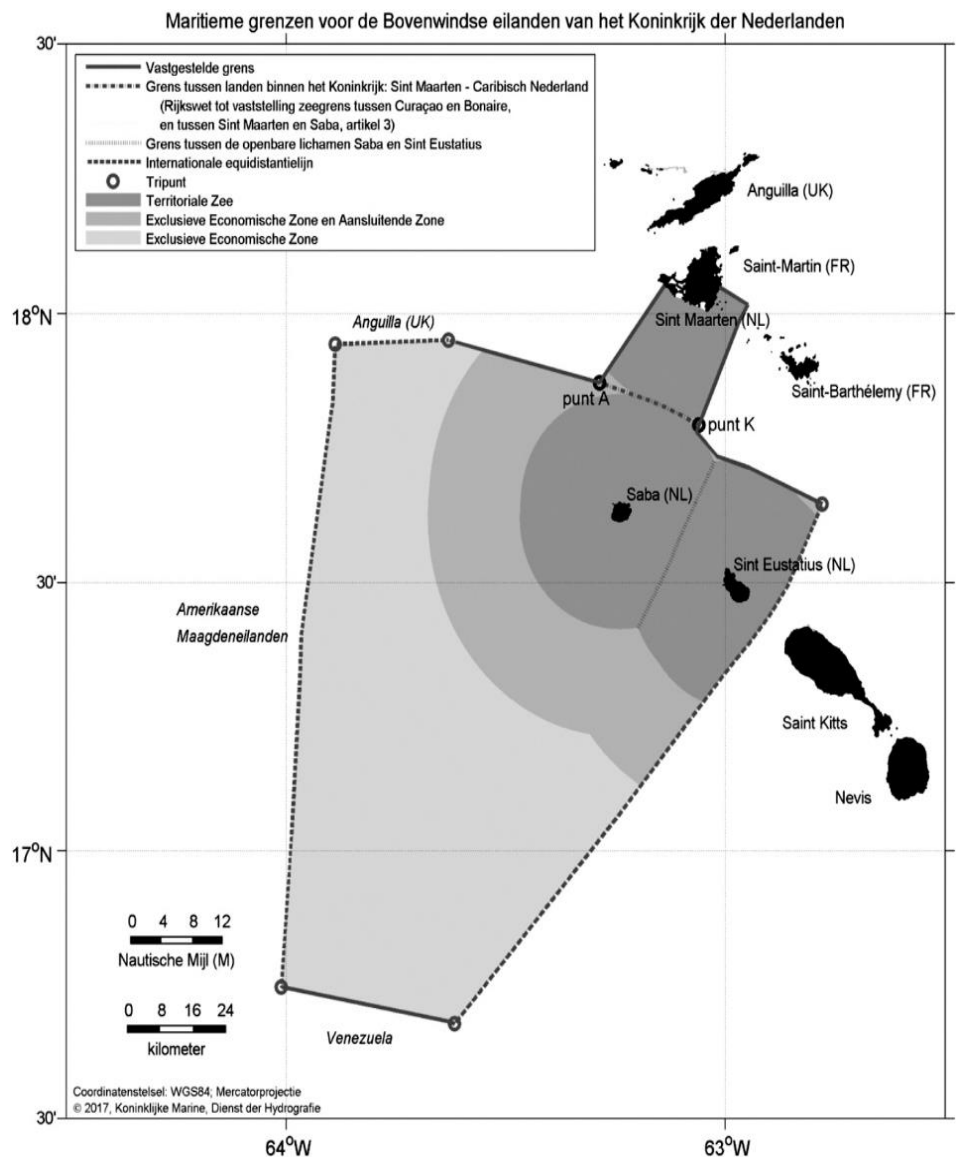 Maritieme grenzen voor de Bovenwindse eilanden van het Koninkrijk der Nederlanden
30'
Vastgestelde grens
Grens tussen landen binnen het Koninkrijk: Sint Maarten - Caribisch Nederland
(Rijkswet tot vaststelling zeegrens tussen Curaçao en Bonaire,
en tussen Sint Maarten en Saba, artikel 3)
Grens tussen de openbare lichamen Saba en Sint Eustatius
Internationale equidistantielijn
Tripunt
Territoriale Zee
Exclusieve Economische Zone en Aansluitende Zone
Exclusieve Economische Zone
Anguilla (UK)
Saint-Martin (FR)
18°N
Anguilla (UK)
Sint Maarten (NL)
Saint-Barthélemy (FR)
punt A
punt K
Saba (NL)
Sint Eustatius (NL)
30'
Amerikaanse
Maagdeneilanden
Saint Kitts
Nevis
17°N
0 4 8 12
Nautische Mijl (M)
0 8 16 24
kilometer
Venezuela
Coordinatenstelsel: WGS84; Mercatorprojectie
© 2017, Koninklijke Marine, Dienst der Hydrografie
30'
64°W
63°W